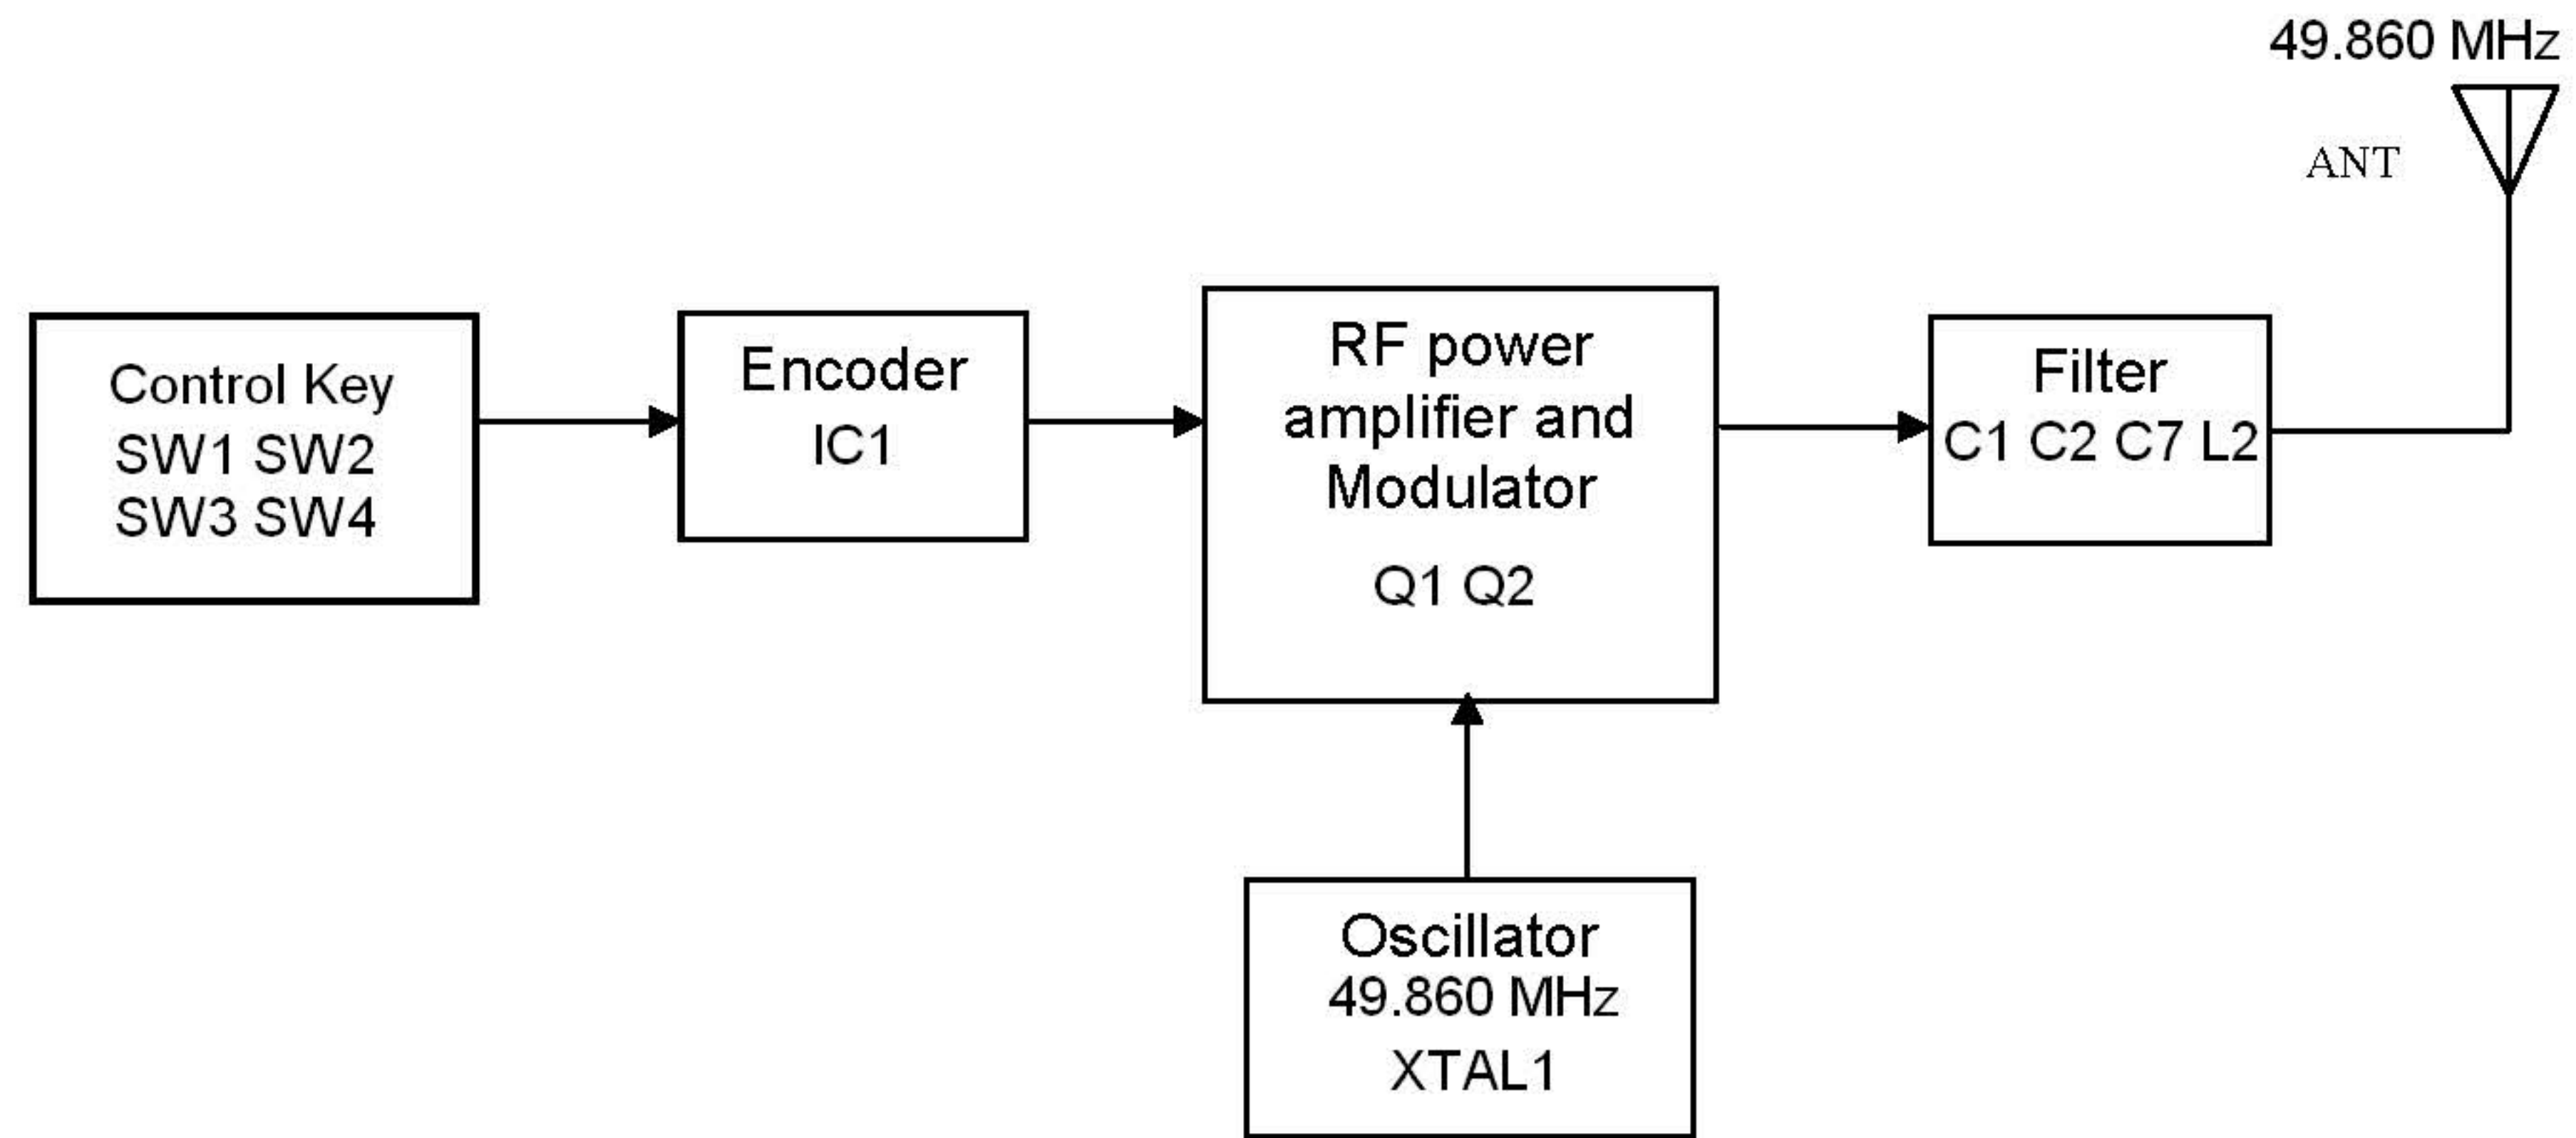 49.860 MHz
ANT
Control Key
SW1 SW2
SW3 SW4
Encoder
IC1
RF power
amplifier and
Modulator
Q1 Q2
Filter
C1 C2 C7 L2
Oscillator
49.860 MHz
XTAL1